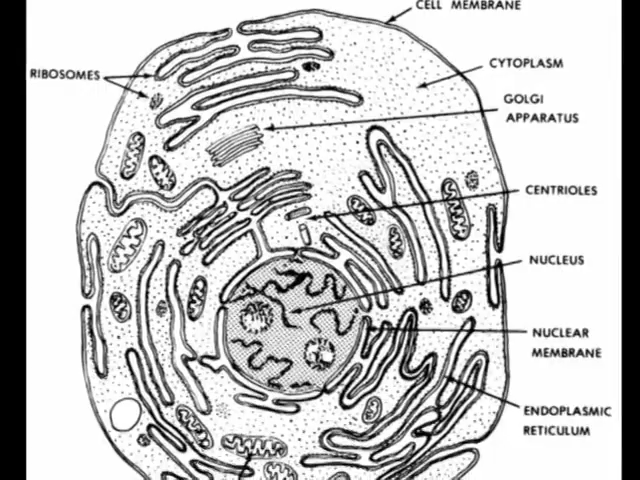 CELL MEMBRANE
RIBOSOMES
CYTOPLASM
GOLGI
APPARATUS
CENTRIOLES
NUCLEUS
NUCLEAR
MEMBRANE
ENDOPLASMIC
RETICULUM